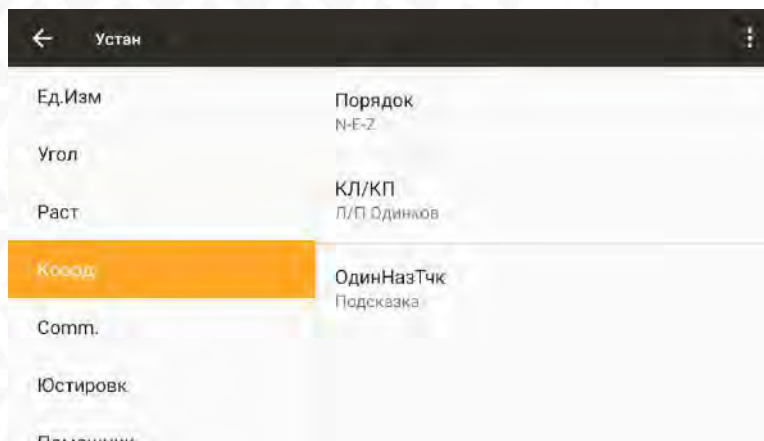 Устан
Ед.Изм
Угол
Раст
Коорд
Comm.
Юстировк
Порядок
N-E-Z
КЛ/КП
Л/П Одинков
ОдинНазТчк
Подсказка